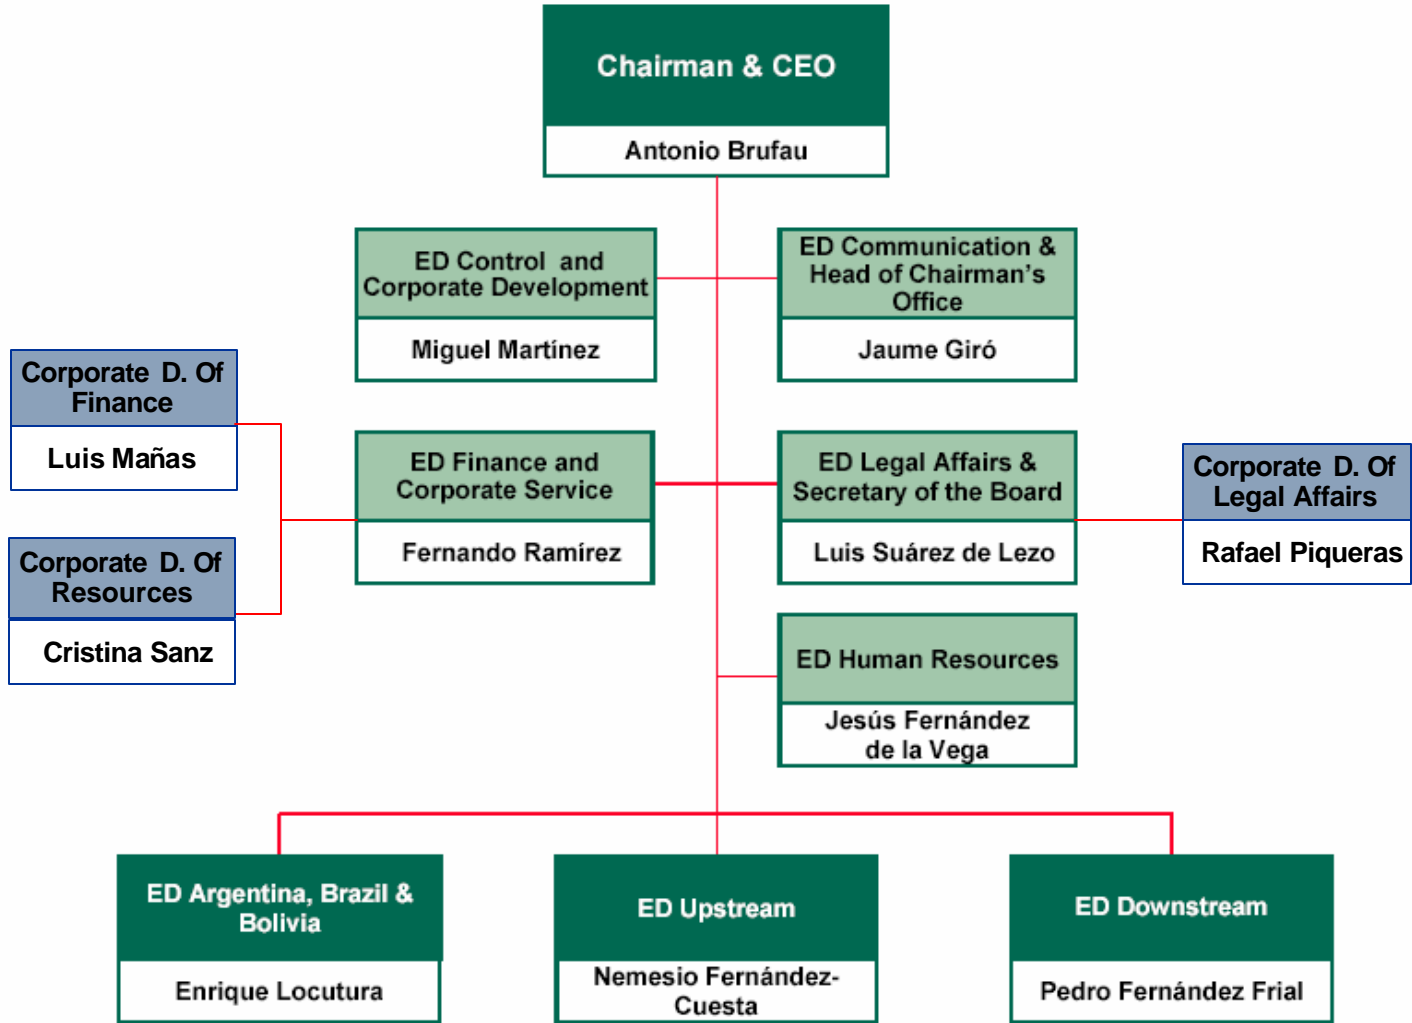 Chairman & CEO
Antonio Brufau
ED Control and
Corporate Development
Miguel Martínez
ED Communication &
Head of Chairman's
Office
Jaume Giró
Corporate D. Of
Finance
Luis Mañas
ED Finance and
Corporate Service
Fernando Ramírez
ED Legal Affairs &
Secretary of the Board
Luis Suárez de Lezo
Corporate D. Of
Legal Affairs
Rafael Piqueras
Corporate D. Of
Resources
Cristina Sanz
ED Human Resources
Jesús Fernández
de la Vega
ED Argentina, Brazil &
Bolivia
Enrique Locutura
ED Upstream
Nemesio Fernández-
Cuesta
ED Downstream
Pedro Fernández Frial